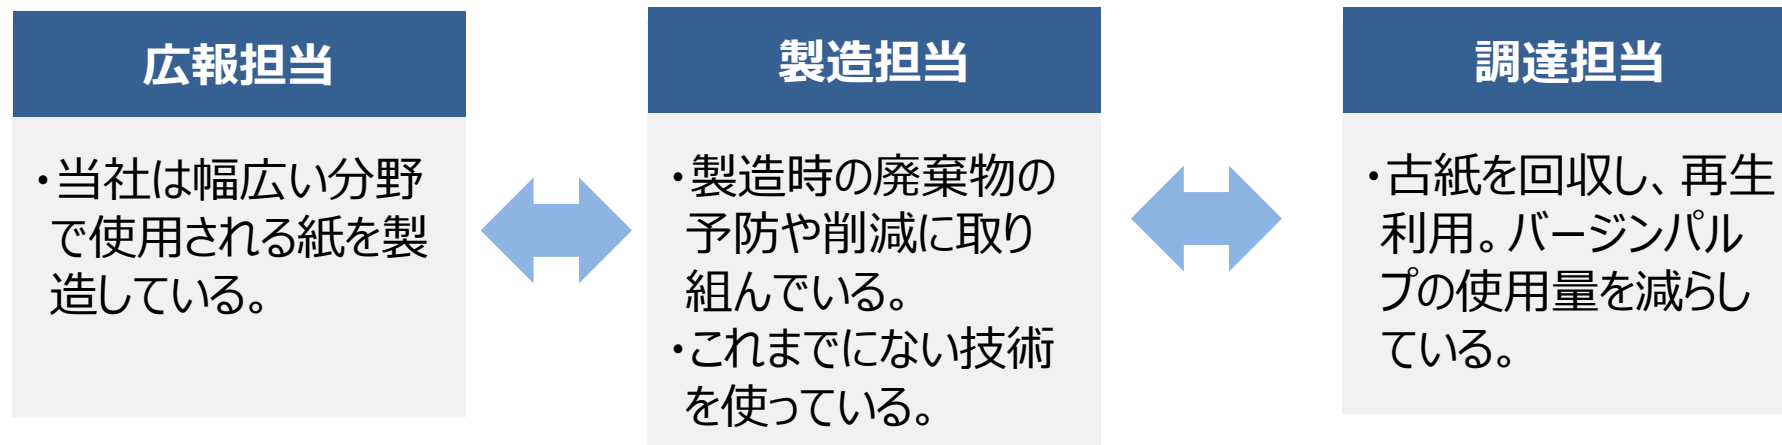 広報担当
・当社は幅広い分野
で使用される紙を製
造している。
製造担当
・製造時の廃棄物の
予防や削減に取り
組んでいる。
・これまでにない技術
を使っている。
調達担当
・古紙を回収し、再生
利用。バージンパル
プの使用量を減らし
ている。